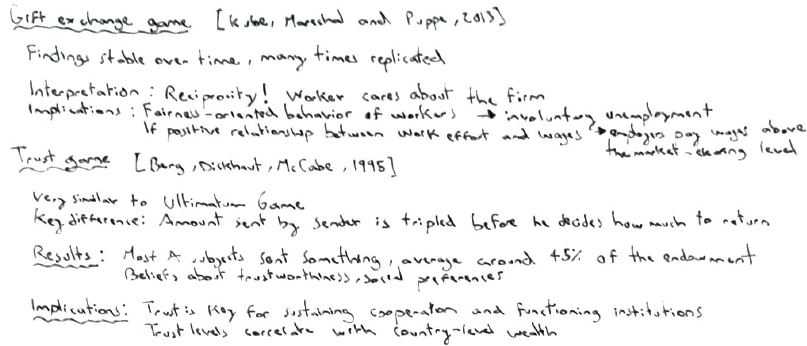 Gift exchange game [Kube, Marechal and Puppe, 2013]
Findings stable over time, many times replicated
Interpretation: Reciprocity! Worker cares about the firm
Implications: Fairness-oriented behavior of workers → involuntary unemployment
If positive relationship between work effort and wages → employers pay wages above
the market-clearing level
Trust game [Berg, Dickhaut, McCabe, 1995]
Very similar to Ultimatum Game
Key difference: Amount sent by sender is tripled before he decides how much to return
Results: Most A subjects sent something, average around 45% of the endowment
Beliefs about trustworthiness, social preferences
Implications: Trust is key for sustaining cooperation and functioning institutions
Trust levels correlate with country-level wealth